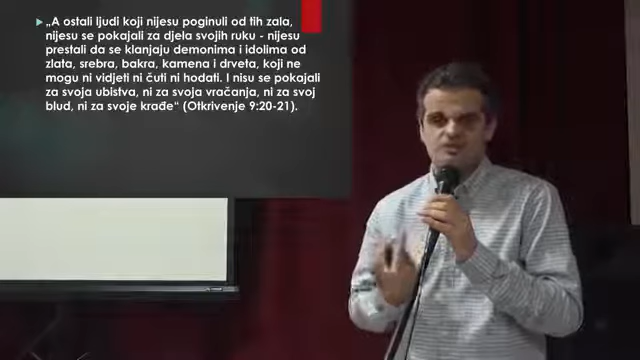 „A ostali ljudi koji nijesu poginuli od tih zala,
nijesu se pokajali za djela svojih ruku - nijesu
prestali da se klanjaju demonima i idolima od
zlata, srebra, bakra, kamena i drveta, koji ne
mogu ni vidjeti ni čuti ni hodati. I nisu se pokajali
za svoja ubistva, ni za svoja vračanja, ni za svoj
blud, ni za svoje krađe“ (Otkrivenje 9:20-21).